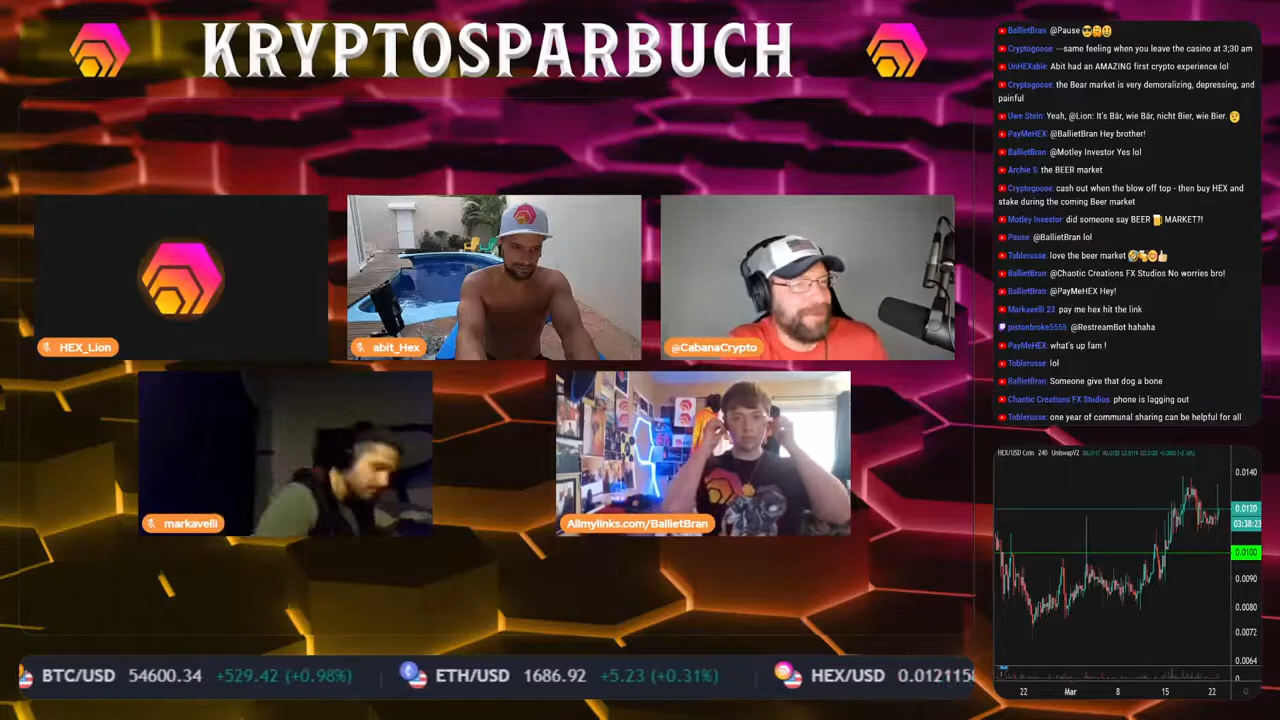 KRYPTOSPARBUCH
HEX_Lion
abit_Hex
@CabanaCrypto
markavelli
Allmylinks.com/BallietBran
BallietBran: @Pause
Cryptogoose: ---same feeling when you leave the casino at 3;30 am
UnHEXable: Abit had an AMAZING first crypto experience lol
Cryptogoose: the Bear market is very demoralizing, depressing, and
painful
Uwe Stein: Yeah, @Lion: It's Bär, wie Bär, nicht Bier, wie Bier.
PayMeHEX: @BallietBran Hey brother!
BallietBran: @Motley Investor Yes lol
Archie S: the BEER market
Cryptogoose: cash out when the blow off top - then buy HEX and
stake during the coming Beer market
Motley Investor: did someone say BEER MARKET?!
Pause: @BallietBran lol
Toblerusse: love the beer market
BallietBran: @Chaotic Creations FX Studios No worries bro!
BallietBran: @PayMeHEX Hey!
Markavelli 23: pay me hex hit the link
pistonbroke5555: @RestreamBot hahaha
PayMeHEX: what's up fam !
Toblerusse: lol
BallietBran: Someone give that dog a bone
Chaotic Creations FX Studios: phone is lagging out
Toblerusse: one year of communal sharing can be helpful for all
HEX/USD Coin 240 UniswapV2
0.0140
0.0120
03:38:23
0.0100
0.0090
0.0080
0.0072
0.0064
0.
22 Mar 8 15 22
BTC/USD 54600.34 +529.42 (+0.98%) ETH/USD 1686.92 +5.23 (+0.31%) HEX/USD 0.012115